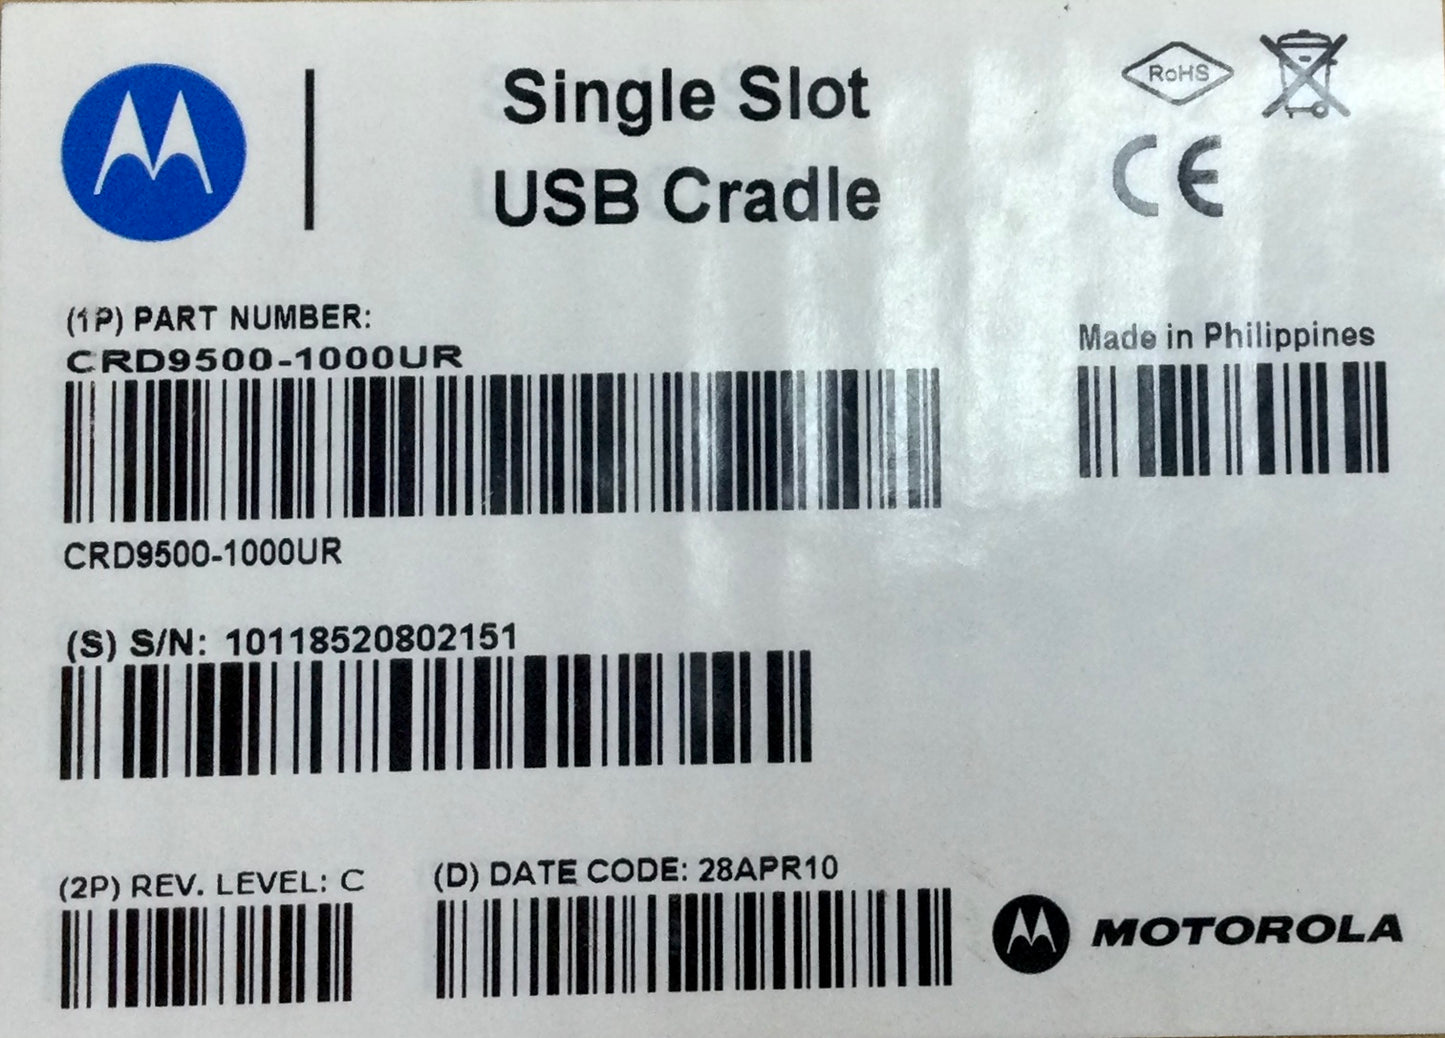 Single Slot
USB Cradle
RoHS
CE
(1P) PART NUMBER:
CRD9500-1000UR
Made in Philippines
CRD9500-1000UR
(S) S/N: 10118520802151
(2P) REV. LEVEL: C
(D) DATE CODE: 28APR10
MOTOROLA